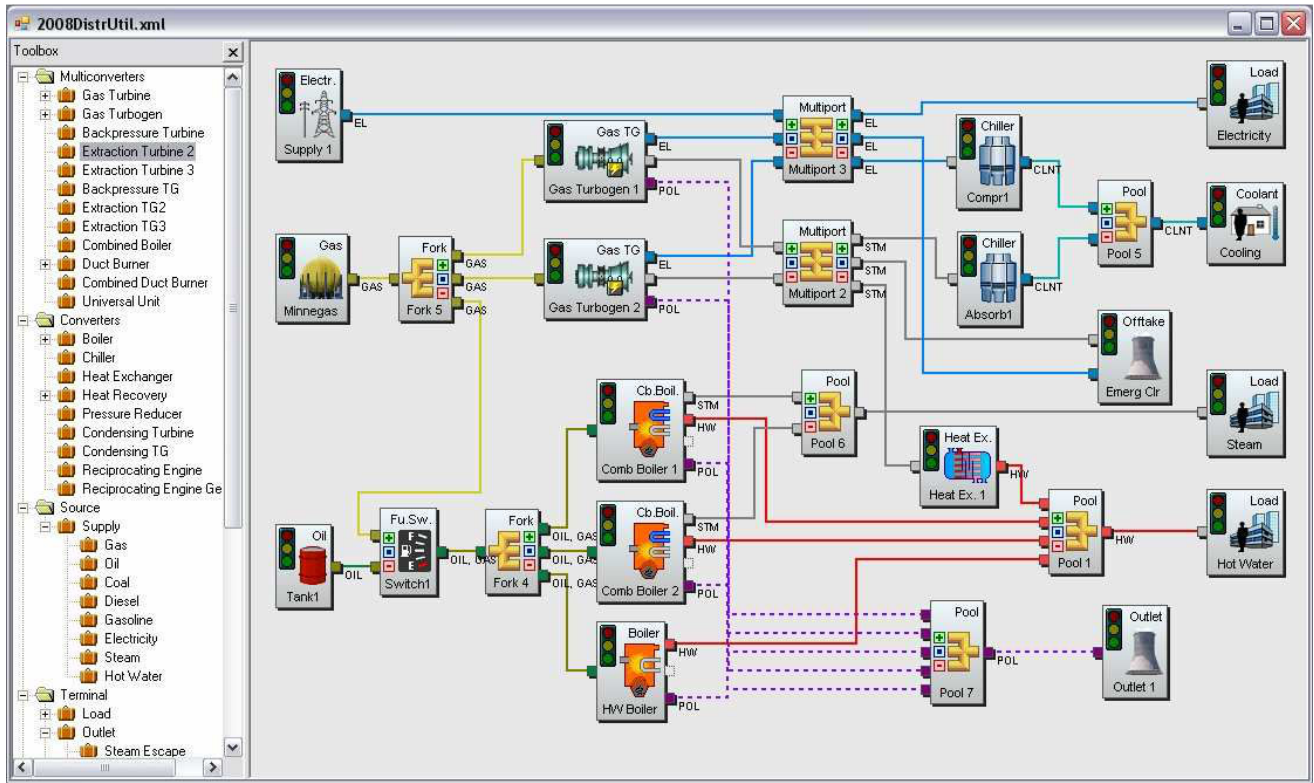 2008DistrUtil.xml
Toolbox
Multiconverters
Gas Turbine
Gas Turbogen
Backpressure Turbine
Extraction Turbine 2
Extraction Turbine 3
Backpressure TG
Extraction TG2
Extraction TG3
Combined Boiler
Duct Burner
Combined Duct Burner
Universal Unit
Converters
Boiler
Chiller
Heat Exchanger
Heat Recovery
Pressure Reducer
Condensing Turbine
Condensing TG
Reciprocating Engine
Reciprocating Engine Ge
Source
Supply
Gas
Oil
Coal
Diesel
Gasoline
Electricity
Steam
Hot Water
Terminal
Load
Outlet
Steam Escape
Electr.
EL
Supply 1
Gas TG
EL
POL
Gas Turbogen 1
Multiport
EL
EL
EL
Multiport 3
Load
Electricity
Chiller
CLNT
Compr1
Pool
CLNT
Pool 5
Coolant
Cooling
Gas
GAS
Minnegas
Fork
GAS
GAS
GAS
Fork 5
Gas TG
EL
POL
Gas Turbogen 2
Multiport
STM
STM
STM
Multiport 2
Chiller
CLNT
Absorb1
Offtake
Emerg Clr
Cb.Boil.
STM
HW
POL
Comb Boiler 1
Pool
Pool 6
Load
Steam
Heat Ex.
HW
Heat Ex. 1
Oil
OIL
Tank1
Fu.Sw.
F
E
OIL, GAS
Switch1
Fork
OIL, GAS
OIL, GAS
OIL, GAS
Fork 4
Cb.Boil.
STM
HW
POL
Comb Boiler 2
Pool
HW
Pool 1
Load
Hot Water
Boiler
HW
POL
HW Boiler
Pool
POL
Pool 7
Outlet
Outlet 1